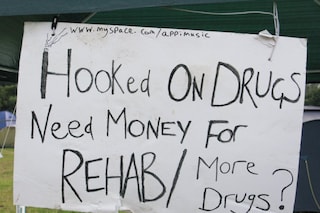 www.myspace.com/appimusic
HOOKED ON DRUGS
NEED MONEY FOR
REHAB/ MORE
DRUGS?